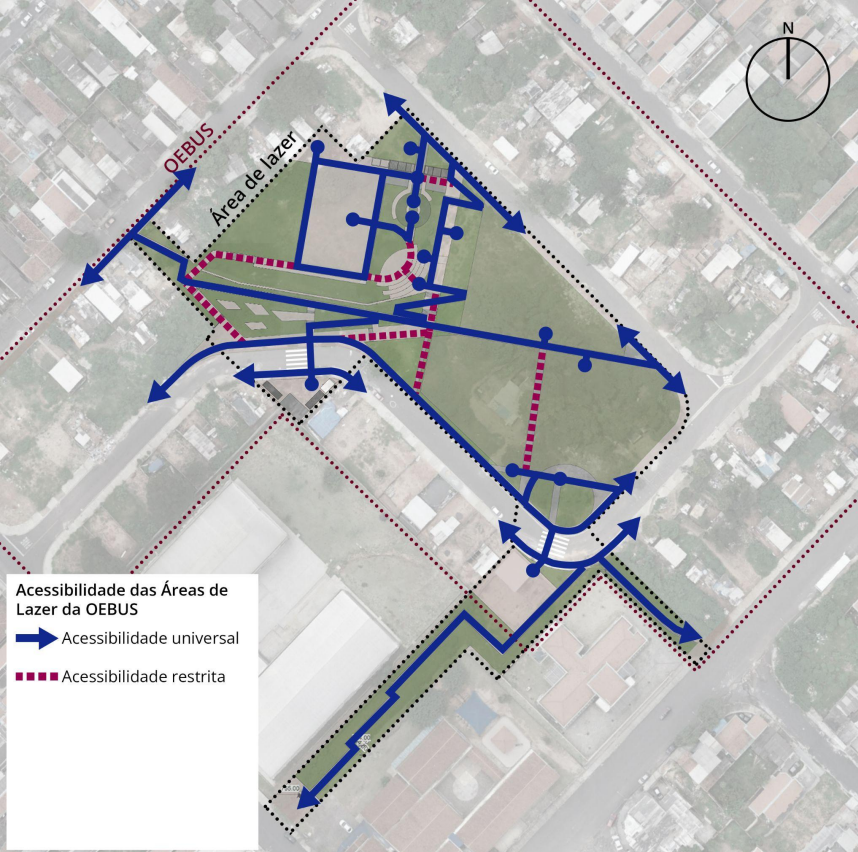 N
OEBUS
Área de lazer
Acessibilidade das Áreas de
Lazer da OEBUS
Acessibilidade universal
Acessibilidade restrita